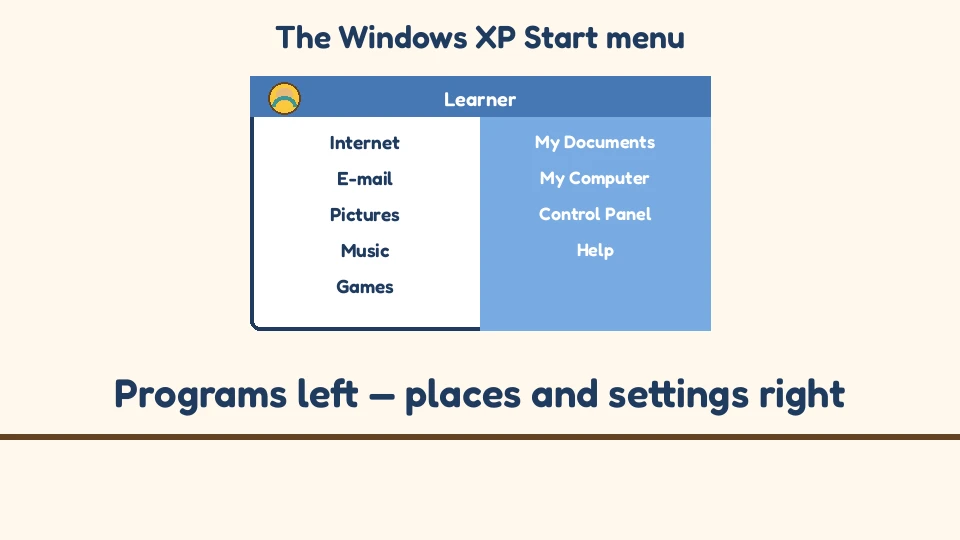 The Windows XP Start menu
Learner
Internet
E-mail
Pictures
Music
Games
My Documents
My Computer
Control Panel
Help
Programs left — places and settings right